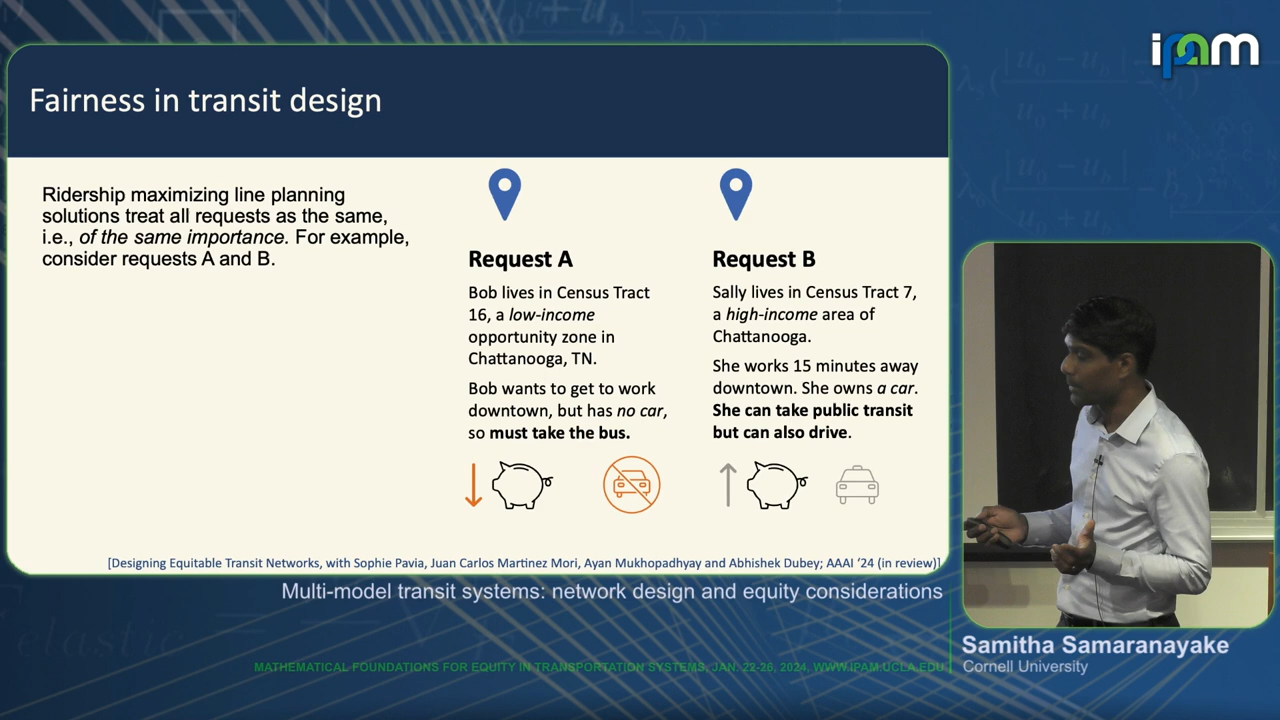 ipam
Fairness in transit design
Ridership maximizing line planning
solutions treat all requests as the same,
i.e., of the same importance. For example,
consider requests A and B.
Request A
Bob lives in Census Tract
16, a low-income
opportunity zone in
Chattanooga, TN.
Bob wants to get to work
downtown, but has no car,
so must take the bus.
Request B
Sally lives in Census Tract 7,
a high-income area of
Chattanooga.
She works 15 minutes away
downtown. She owns a car.
She can take public transit
but can also drive.
[Designing Equitable Transit Networks, with Sophie Pavia, Juan Carlos Martinez Mori, Ayan Mukhopadhyay and Abhishek Dubey; AAAI ‘24 (in review)]
Multi-model transit systems: network design and equity considerations
Samitha Samaranayake
Cornell University
MATHEMATICAL FOUNDATIONS FOR EQUITY IN TRANSPORTATION SYSTEMS, JAN. 22-26, 2024, WWW.IPAM.UCLA.EDU
elastic